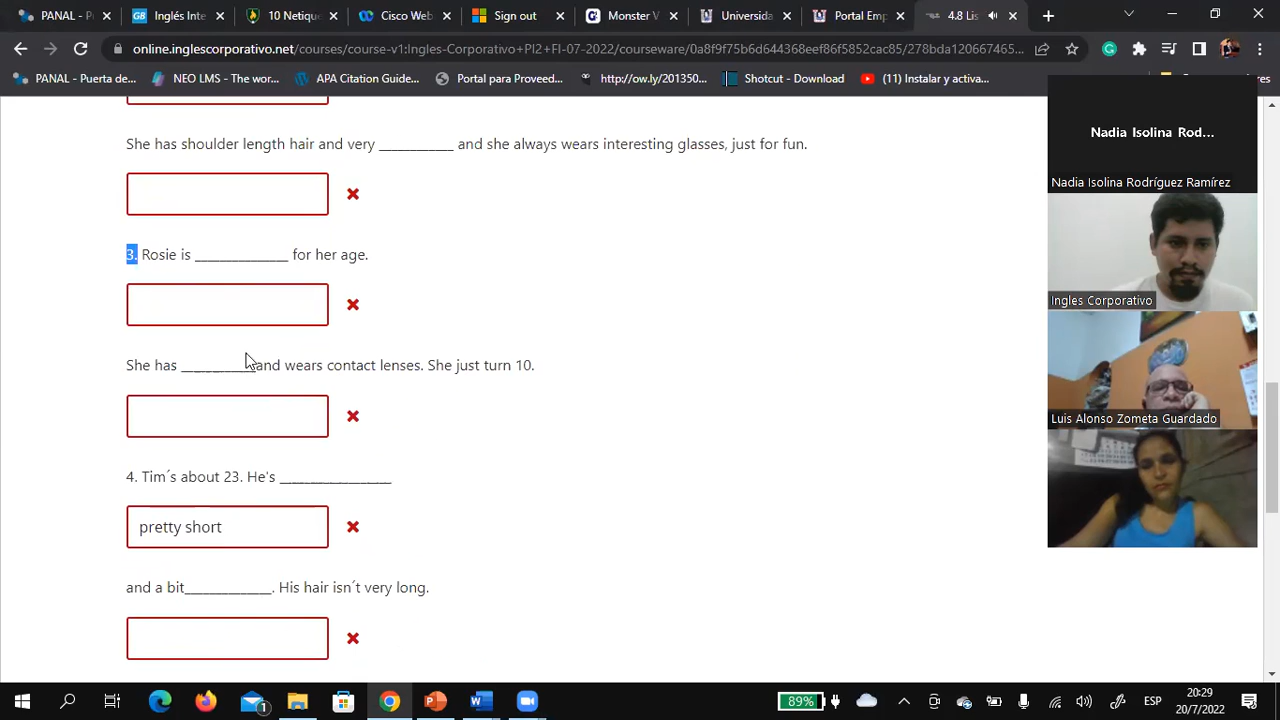 PANAL - Pu
Inglés Inte
10 Netique
Cisco Web
Sign out
Monster V
Universida
Portal Emp
4.8 Lis
online.inglescorporativo.net/courses/course-v1:Ingles-Corporativo+PI2+FI-07-2022/courseware/0a8f9f75b6d644368eef86f5852cac85/278bda120667465...
PANAL - Puerta de...
NEO LMS - The wor...
APA Citation Guide...
Portal para Proveed...
http://ow.ly/201350...
Shotcut - Download
(11) Instalar y activa...
She has shoulder length hair and very ____________ and she always wears interesting glasses, just for fun.
3. Rosie is _______________ for her age.
She has ____________and wears contact lenses. She just turn 10.
4. Tim´s about 23. He's __________________
pretty short
and a bit______________. His hair isn´t very long.
Nadia Isolina Rod...
Nadia Isolina Rodríguez Ramírez
Ingles Corporativo
Luis Alonso Zometa Guardado
1
89%
ESP
20:29
20/7/2022